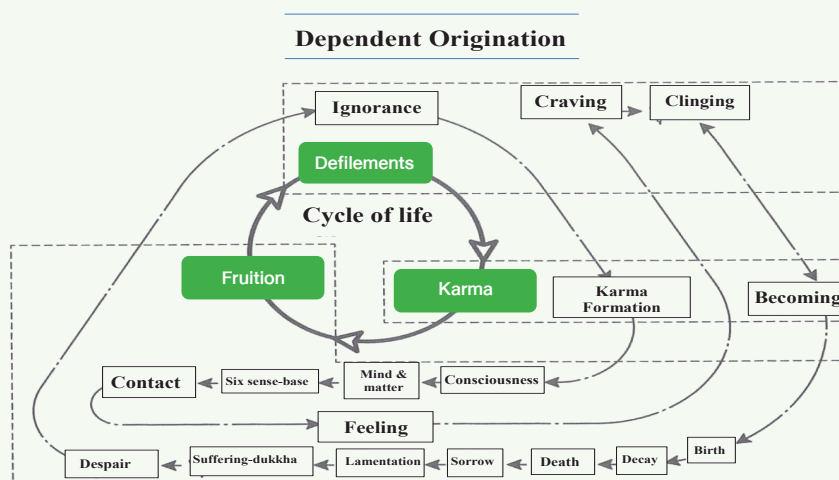 Dependent Origination
Ignorance
Craving
Clinging
Defilements
Cycle of life
Fruition
Karma
Karma
Formation
Becoming
Contact
Six sense-base
Mind &
matter
Consciousness
Feeling
Despair
Suffering-dukkha
Lamentation
Sorrow
Death
Decay
Birth